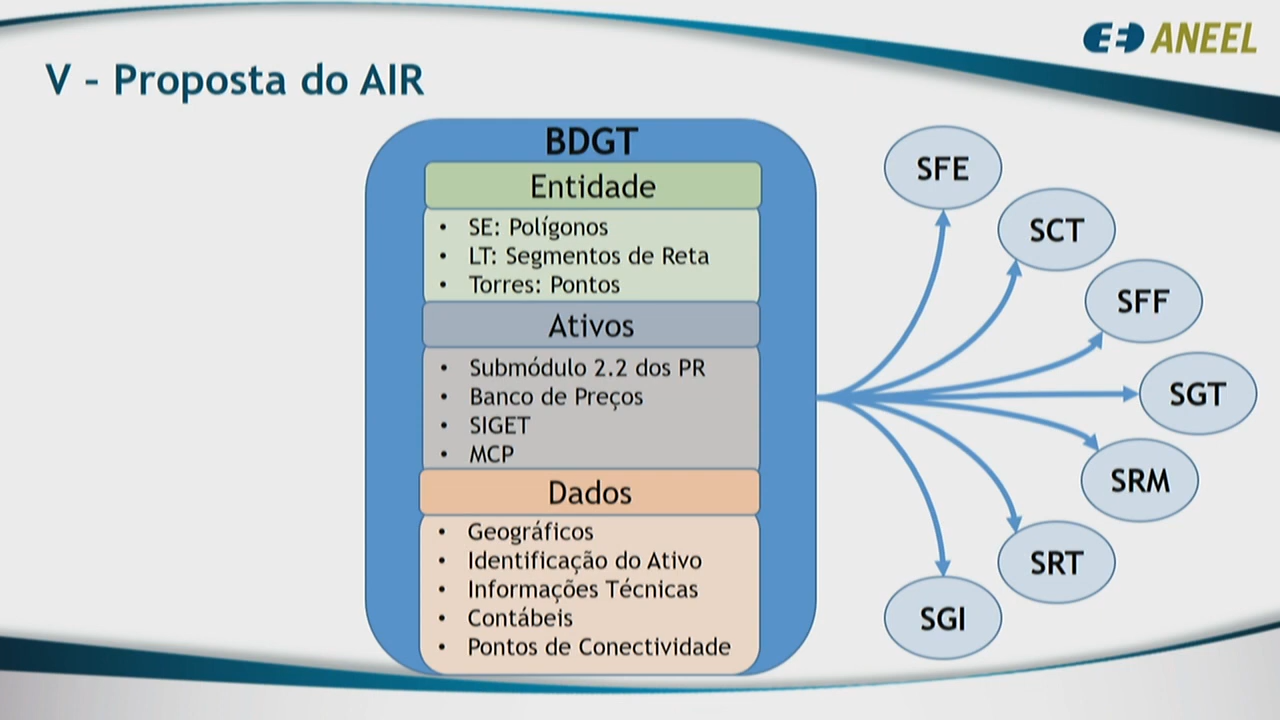 ANEEL
V - Proposta do AIR
BDGT
Entidade
• SE: Polígonos
• LT: Segmentos de Reta
• Torres: Pontos
Ativos
• Submódulo 2.2 dos PR
• Banco de Preços
• SIGET
• MCP
Dados
• Geográficos
• Identificação do Ativo
• Informações Técnicas
• Contábeis
• Pontos de Conectividade
SFE
SCT
SFF
SGT
SRM
SRT
SGI